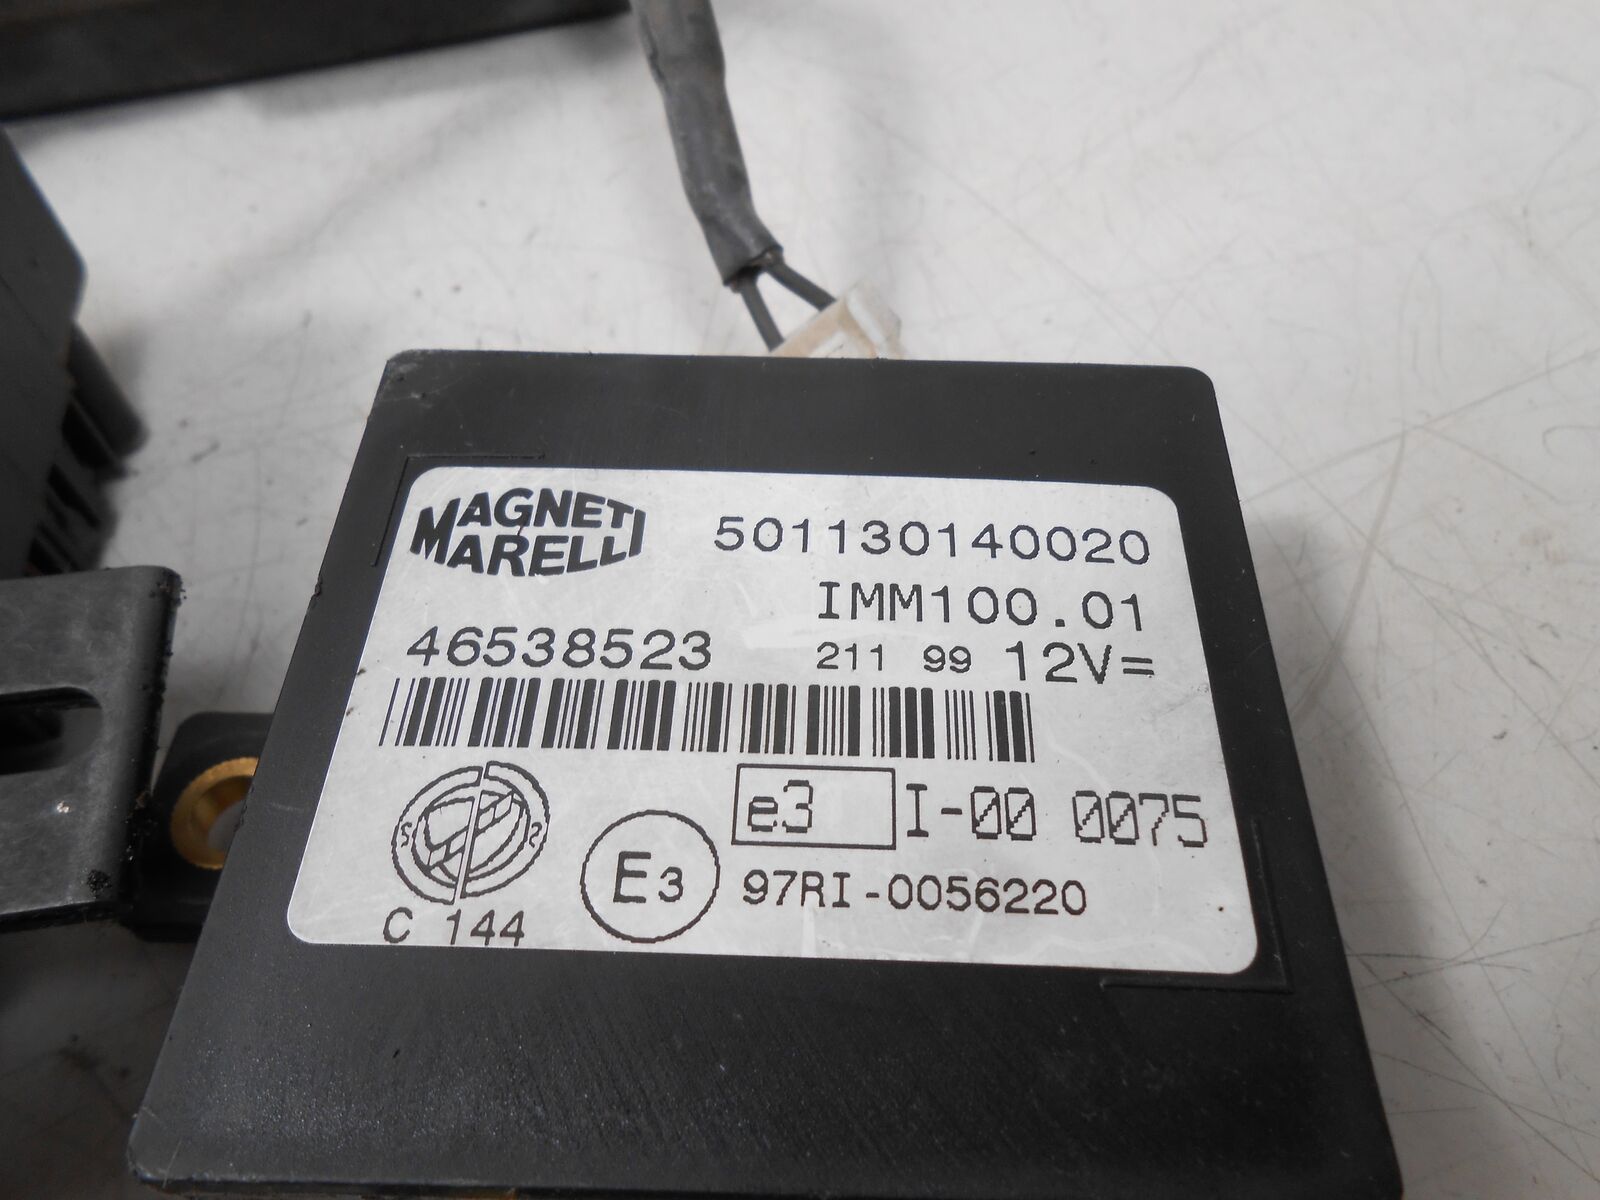 MAGNETI
MARELLI
501130140020
IMM100.01
46538523
211 99 12V=
e3 I-00 0075
E3 97RI-0056220
C 144